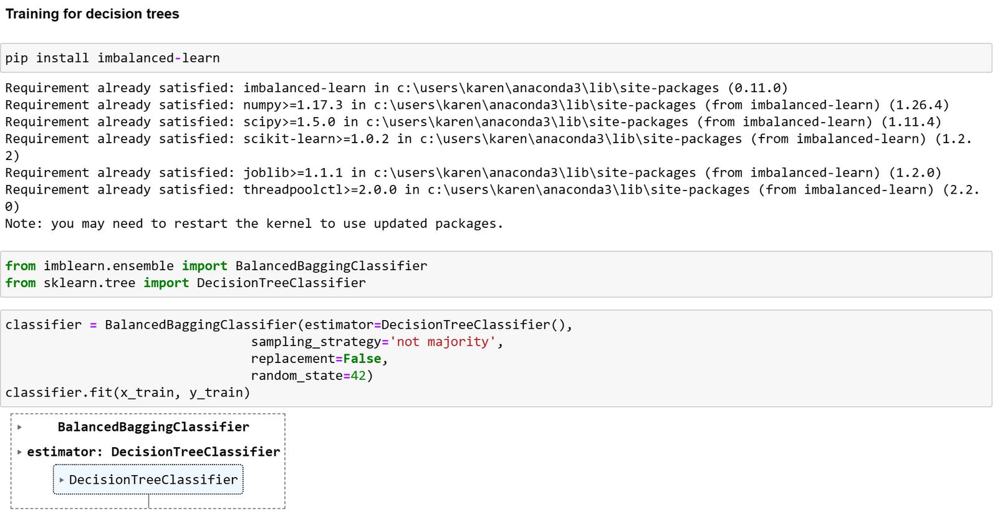 Training for decision trees
pip install imbalanced-learn
Requirement already satisfied: imbalanced-learn in c:\users\karen\anaconda3\lib\site-packages (0.11.0)
Requirement already satisfied: numpy>=1.17.3 in c:\users\karen\anaconda3\lib\site-packages (from imbalanced-learn) (1.26.4)
Requirement already satisfied: scipy>=1.5.0 in c:\users\karen\anaconda3\lib\site-packages (from imbalanced-learn) (1.11.4)
Requirement already satisfied: scikit-learn>=1.0.2 in c:\users\karen\anaconda3\lib\site-packages (from imbalanced-learn) (1.2.
2)
Requirement already satisfied: joblib>=1.1.1 in c:\users\karen\anaconda3\lib\site-packages (from imbalanced-learn) (1.2.0)
Requirement already satisfied: threadpoolctl>=2.0.0 in c:\users\karen\anaconda3\lib\site-packages (from imbalanced-learn) (2.2.
0)
Note: you may need to restart the kernel to use updated packages.
from imblearn.ensemble import BalancedBaggingClassifier
from sklearn.tree import DecisionTreeClassifier
classifier = BalancedBaggingClassifier(estimator=DecisionTreeClassifier(),
                                sampling_strategy='not majority',
                                replacement=False,
                                random_state=42)
classifier.fit(x_train, y_train)
BalancedBaggingClassifier
estimator: DecisionTreeClassifier
DecisionTreeClassifier